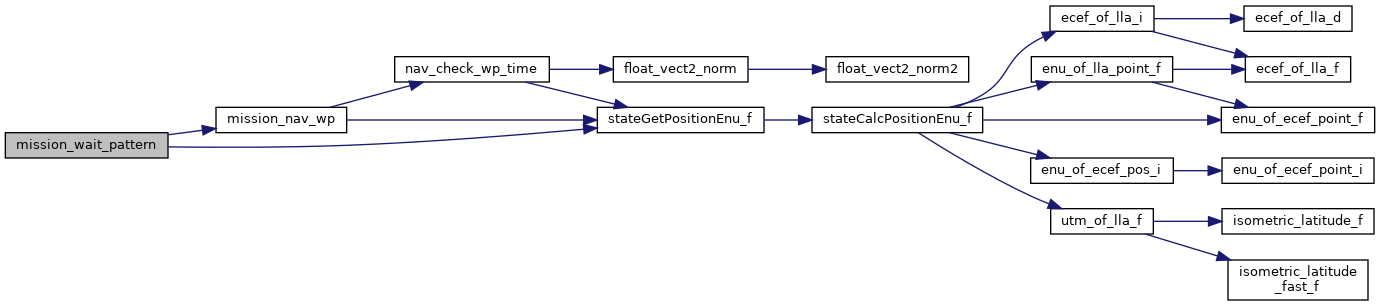 mission_wait_pattern
mission_nav_wp
nav_check_wp_time
float_vect2_norm
float_vect2_norm2
stateGetPositionEnu_f
stateCalcPositionEnu_f
ecef_of_lla_i
ecef_of_lla_d
enu_of_lla_point_f
ecef_of_lla_f
enu_of_ecef_point_f
enu_of_ecef_pos_i
enu_of_ecef_point_i
utm_of_lla_f
isometric_latitude_f
isometric_latitude
_fast_f